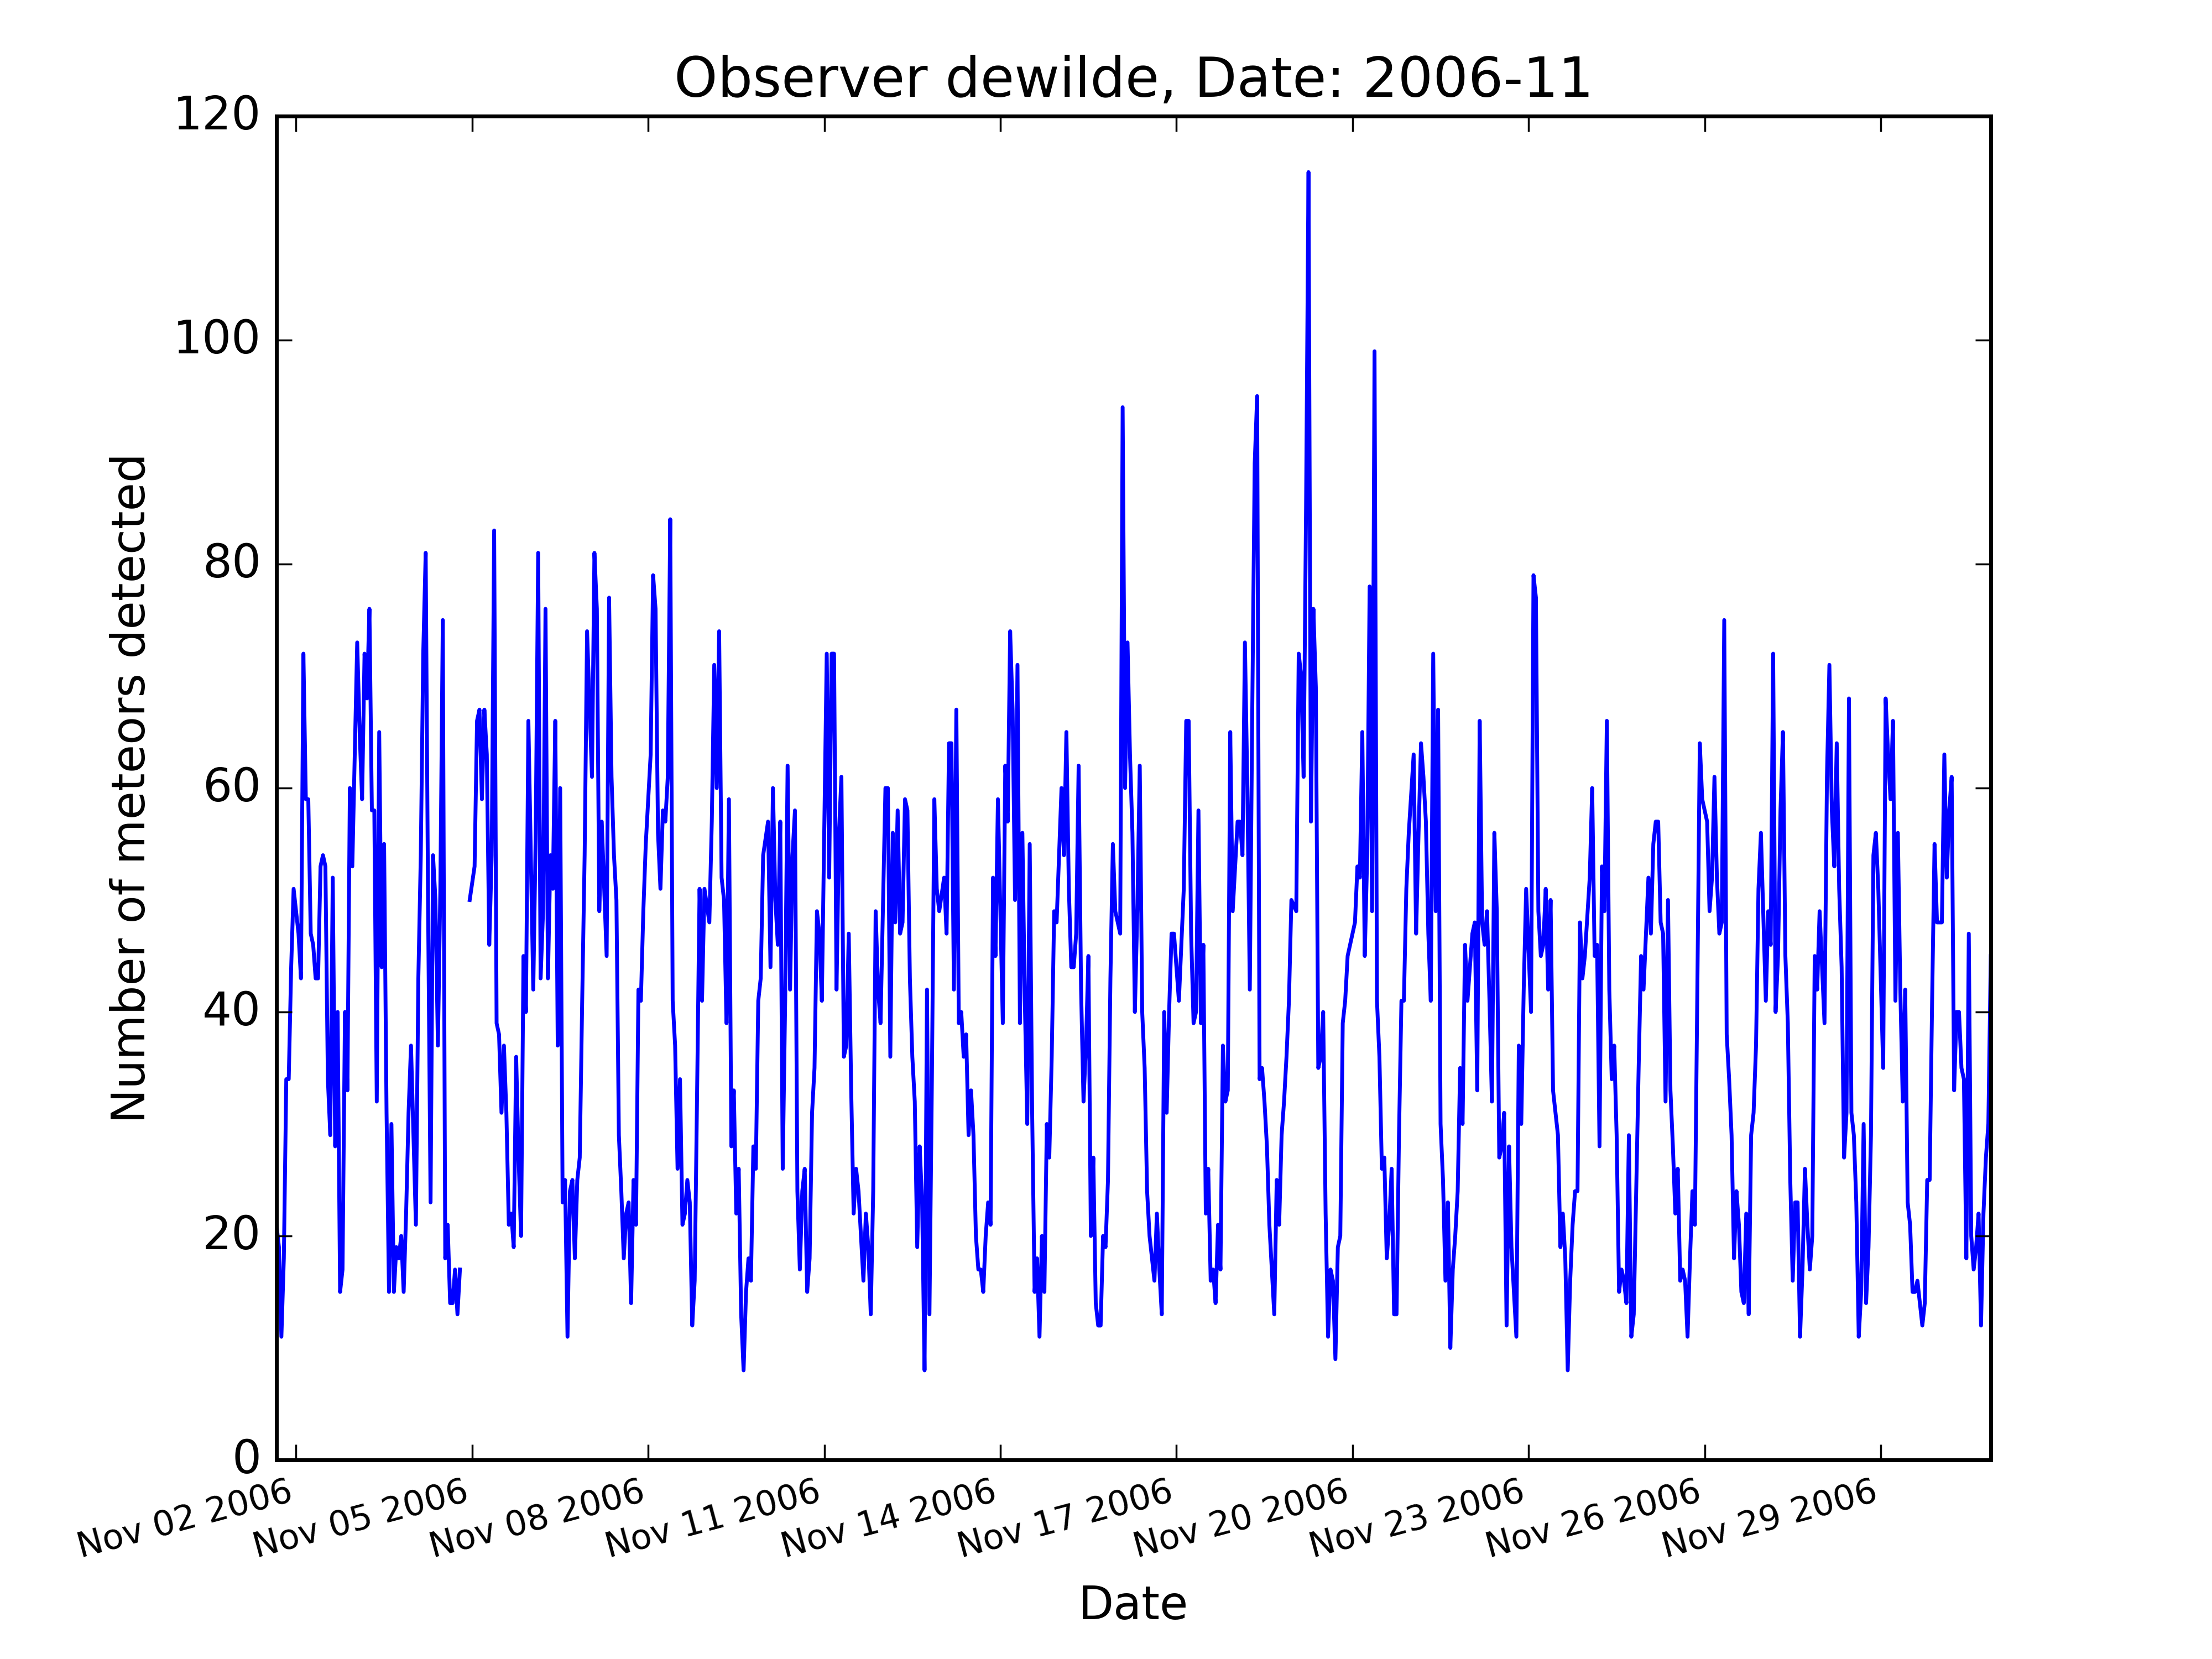 Observer dewilde, Date: 2006-11
120
100
80
60
40
20
0
Number of meteors detected
Nov 02 2006
Nov 05 2006
Nov 08 2006
Nov 11 2006
Nov 14 2006
Nov 17 2006
Nov 20 2006
Nov 23 2006
Nov 26 2006
Nov 29 2006
Date